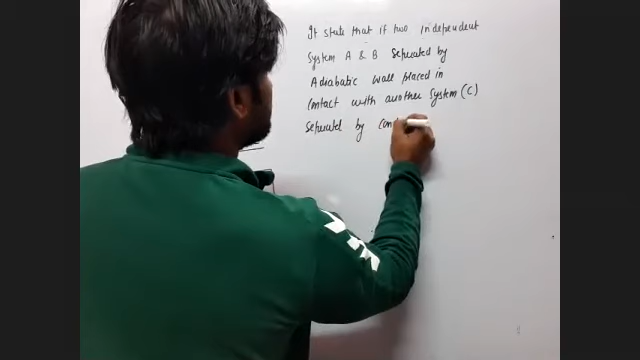 It state that if two independent
System A & B Seperated by
Adiabatic wall placed in
Contact with another System (C)
Seperated by Con